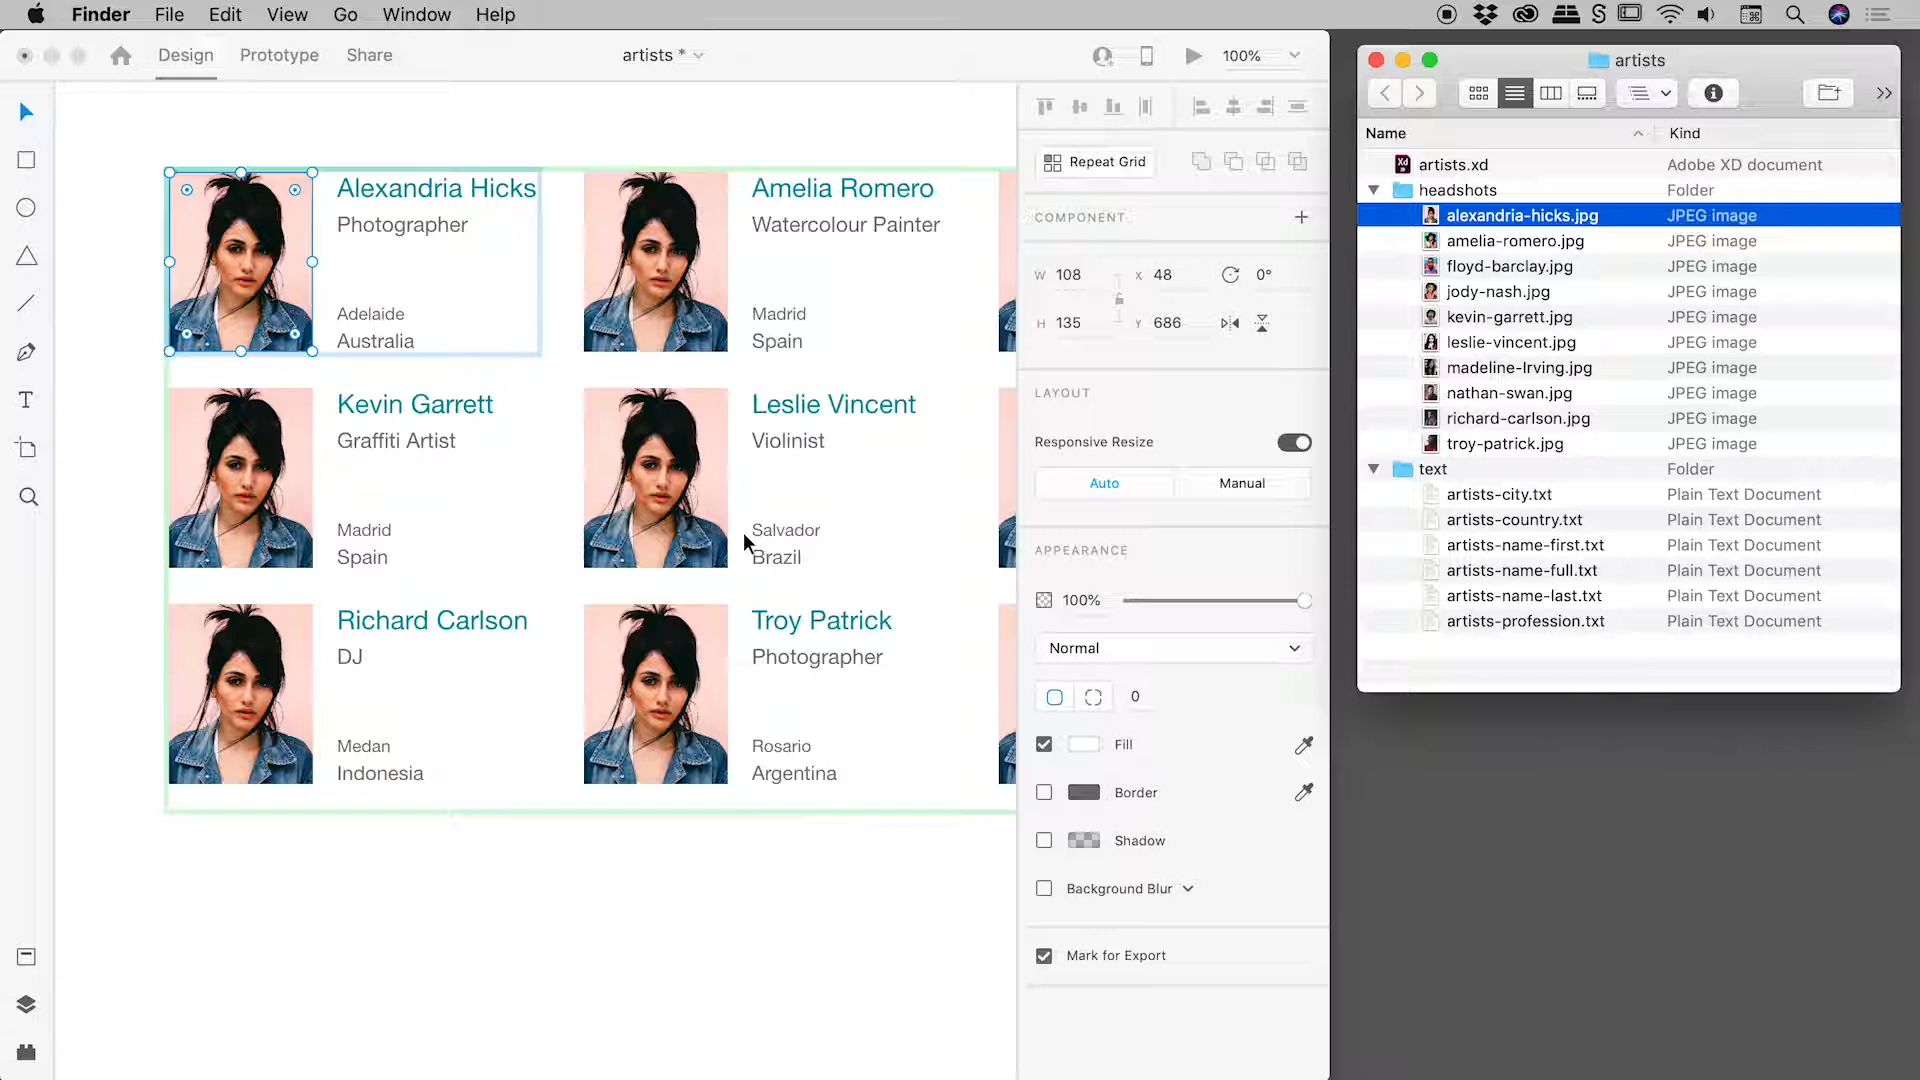 Finder File Edit View Go Window Help
Design Prototype Share
artists *
100%
Alexandria Hicks
Photographer
Adelaide
Australia
Amelia Romero
Watercolour Painter
Madrid
Spain
Kevin Garrett
Graffiti Artist
Madrid
Spain
Leslie Vincent
Violinist
Salvador
Brazil
Richard Carlson
DJ
Medan
Indonesia
Troy Patrick
Photographer
Rosario
Argentina
Repeat Grid
COMPONENT
W 108 X 48 0°
H 135 Y 686
LAYOUT
Responsive Resize
Auto Manual
APPEARANCE
100%
Normal
0
Fill
Border
Shadow
Background Blur
Mark for Export
artists
Name Kind
artists.xd Adobe XD document
headshots Folder
alexandria-hicks.jpg JPEG image
amelia-romero.jpg JPEG image
floyd-barclay.jpg JPEG image
jody-nash.jpg JPEG image
kevin-garrett.jpg JPEG image
leslie-vincent.jpg JPEG image
madeline-Irving.jpg JPEG image
nathan-swan.jpg JPEG image
richard-carlson.jpg JPEG image
troy-patrick.jpg JPEG image
text Folder
artists-city.txt Plain Text Document
artists-country.txt Plain Text Document
artists-name-first.txt Plain Text Document
artists-name-full.txt Plain Text Document
artists-name-last.txt Plain Text Document
artists-profession.txt Plain Text Document